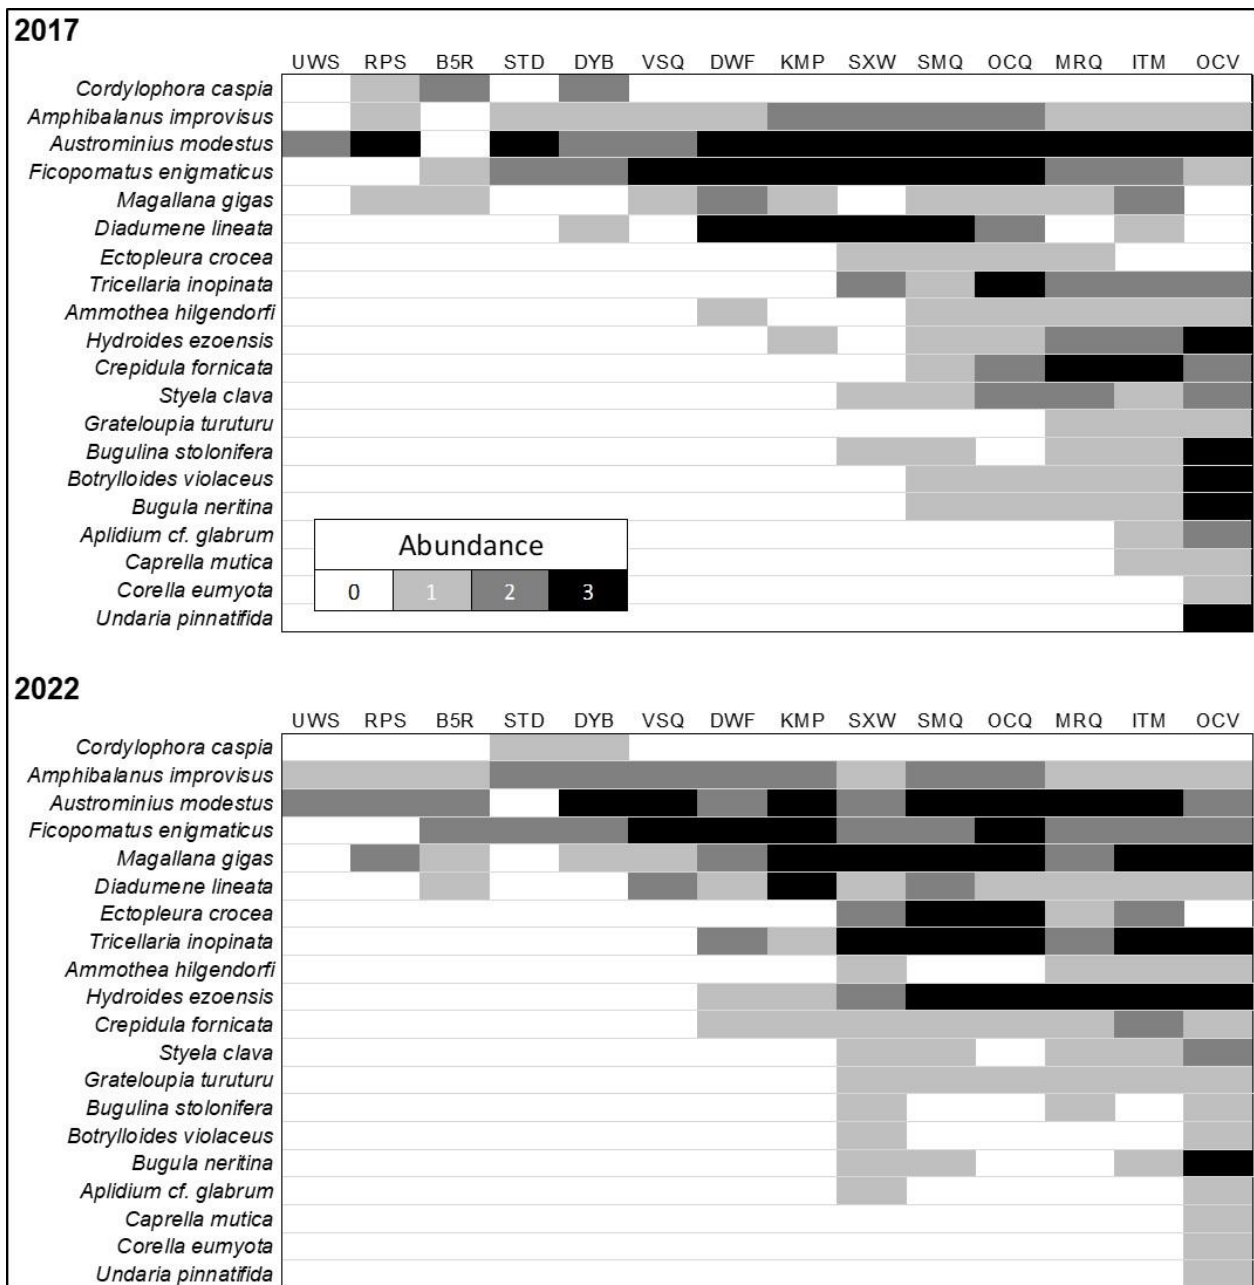 2017
UWS RPS B5R STD DYB VSQ DWF KMP SXW SMQ OCQ MRQ ITM OCV
Cordylophora caspia
Amphibalanus improvisus
Austrominius modestus
Ficopomatus enigmaticus
Magallana gigas
Diadumene lineata
Ectopleura crocea
Tricellaria inopinata
Ammothea hilgendorfi
Hydroides ezoensis
Crepidula fornicata
Styela clava
Grateloupia turuturu
Bugulina stolonifera
Botrylloides violaceus
Bugula neritina
Aplidium cf. glabrum
Caprella mutica
Corella eumyota
Undaria pinnatifida
Abundance
0 1 2 3
2022
UWS RPS B5R STD DYB VSQ DWF KMP SXW SMQ OCQ MRQ ITM OCV
Cordylophora caspia
Amphibalanus improvisus
Austrominius modestus
Ficopomatus enigmaticus
Magallana gigas
Diadumene lineata
Ectopleura crocea
Tricellaria inopinata
Ammothea hilgendorfi
Hydroides ezoensis
Crepidula fornicata
Styela clava
Grateloupia turuturu
Bugulina stolonifera
Botrylloides violaceus
Bugula neritina
Aplidium cf. glabrum
Caprella mutica
Corella eumyota
Undaria pinnatifida